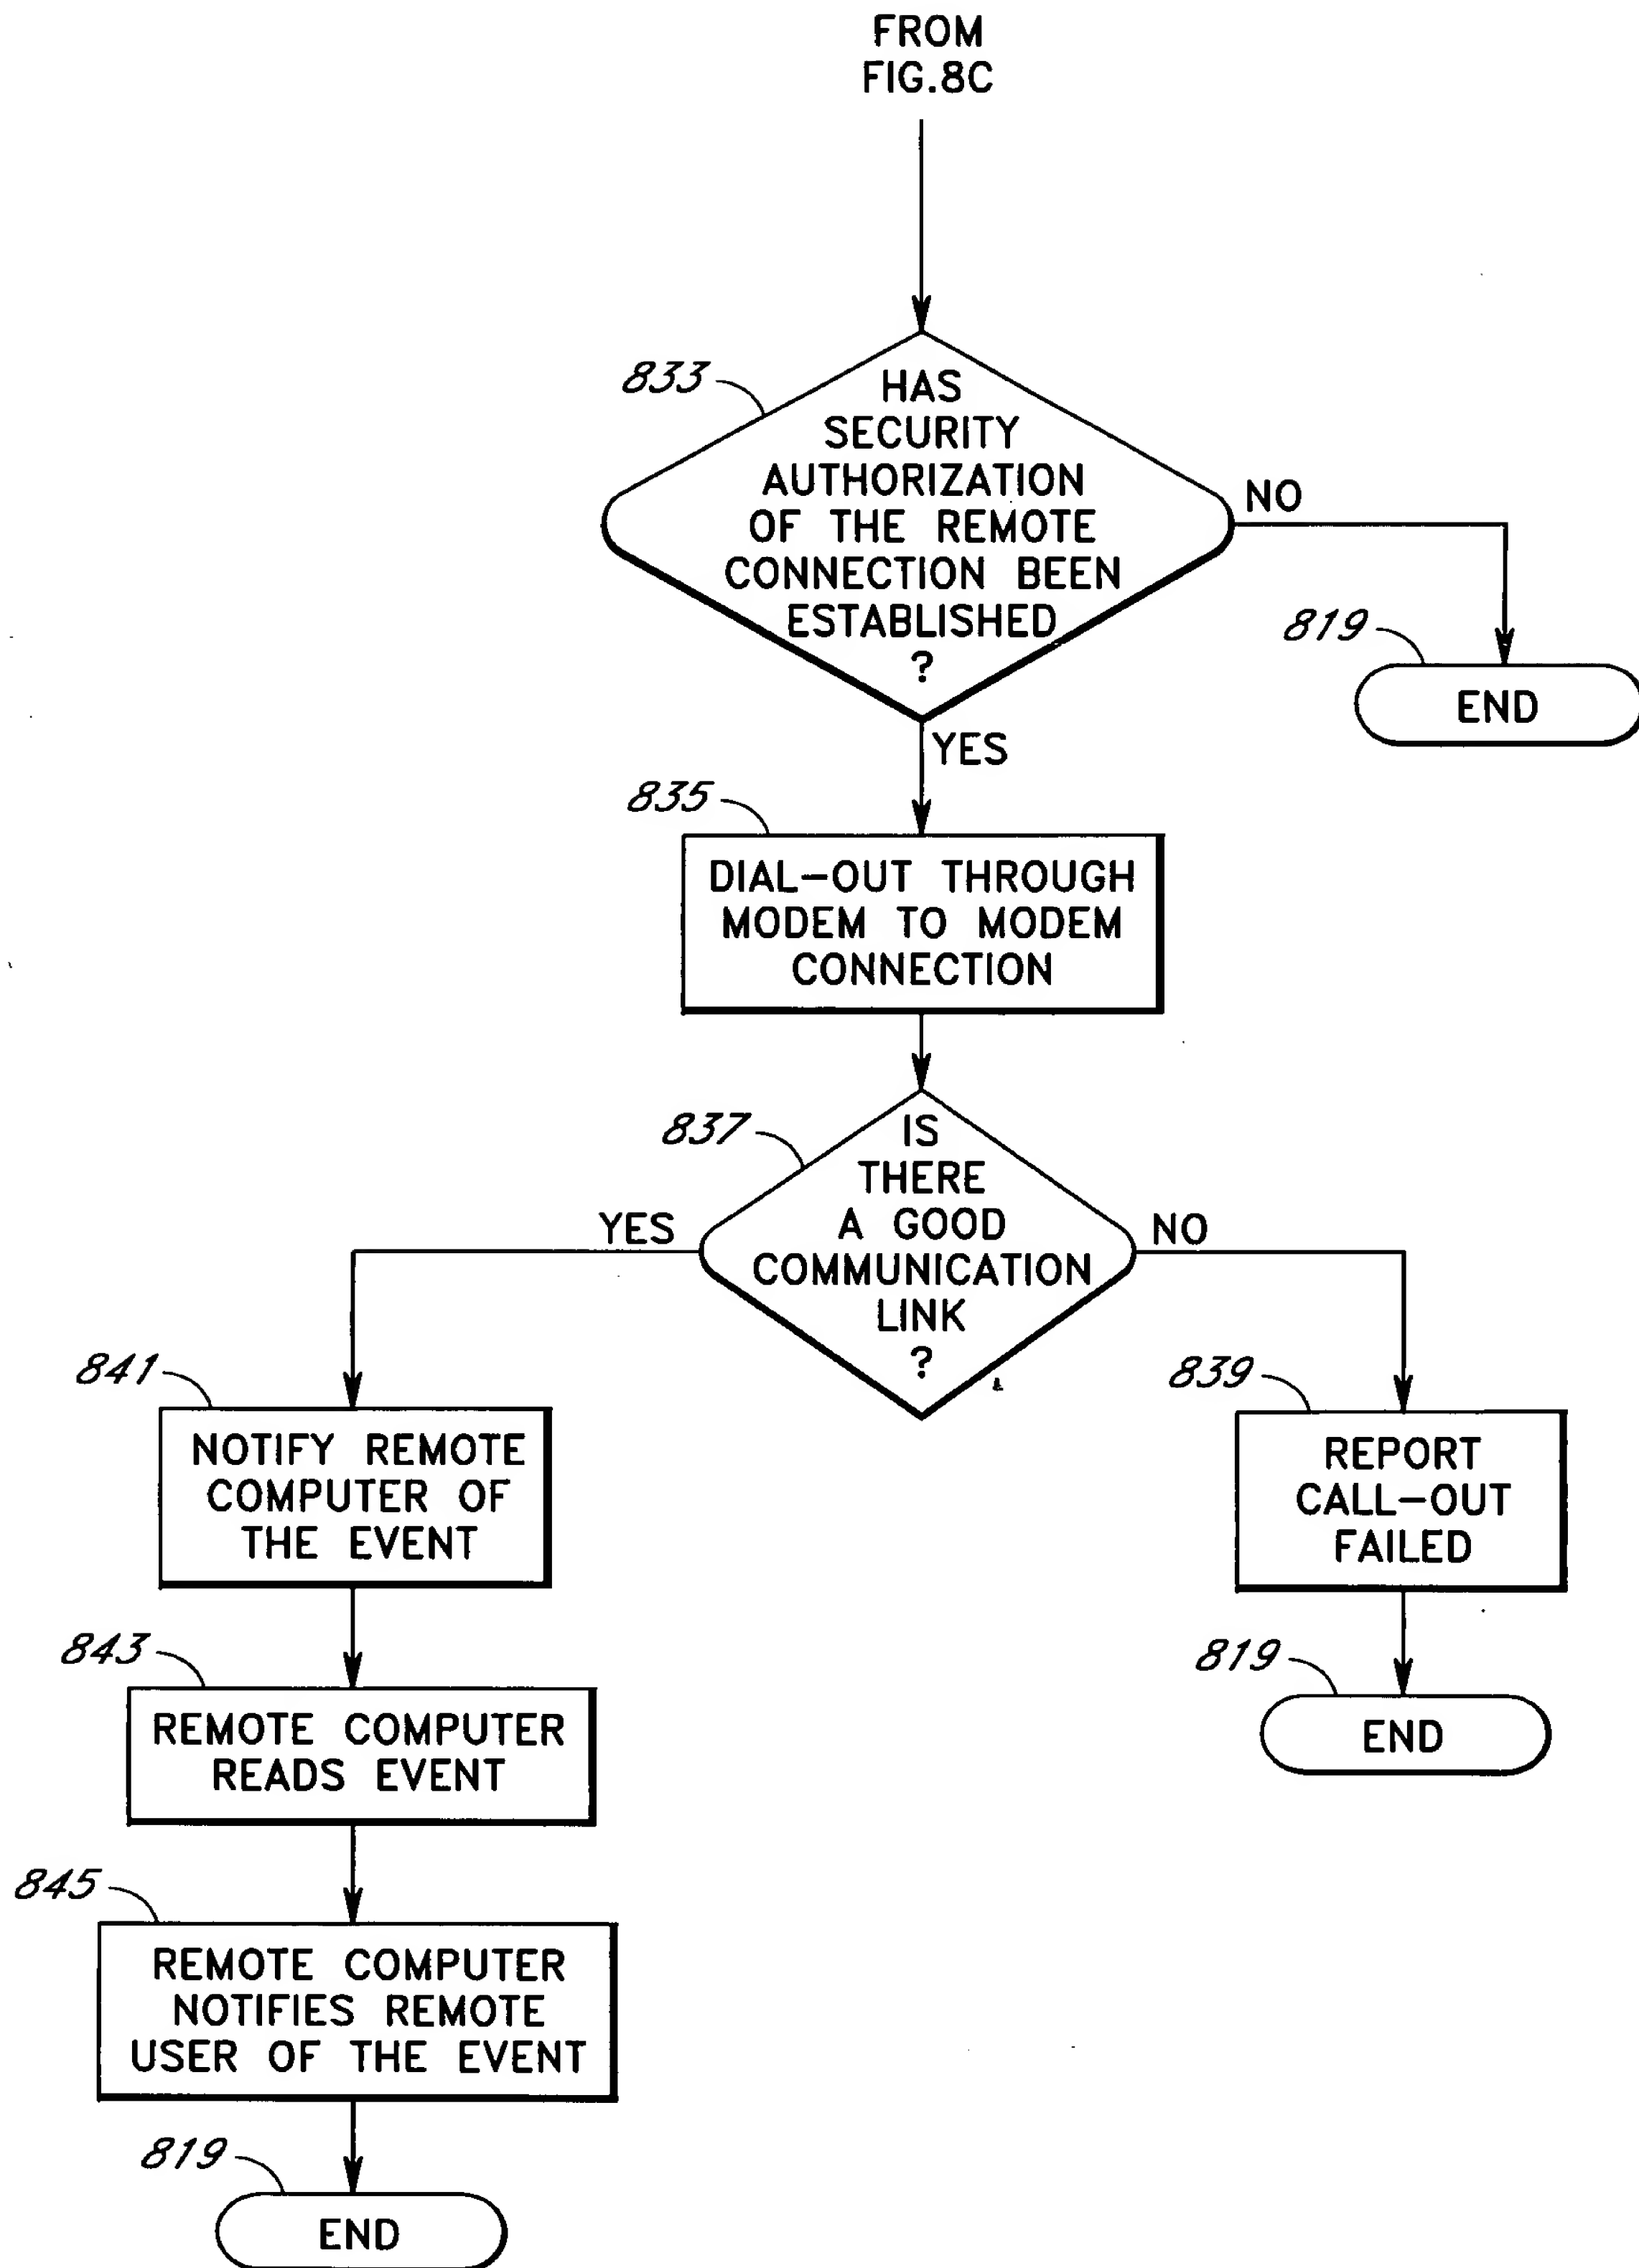 FROM
FIG.8C
833
HAS
SECURITY
AUTHORIZATION
OF THE REMOTE
CONNECTION BEEN
ESTABLISHED
?
NO
819
END
YES
835
DIAL-OUT THROUGH
MODEM TO MODEM
CONNECTION
837
IS
THERE
A GOOD
COMMUNICATION
LINK
?
YES
NO
841
NOTIFY REMOTE
COMPUTER OF
THE EVENT
839
REPORT
CALL-OUT
FAILED
843
REMOTE COMPUTER
READS EVENT
819
END
845
REMOTE COMPUTER
NOTIFIES REMOTE
USER OF THE EVENT
819
END